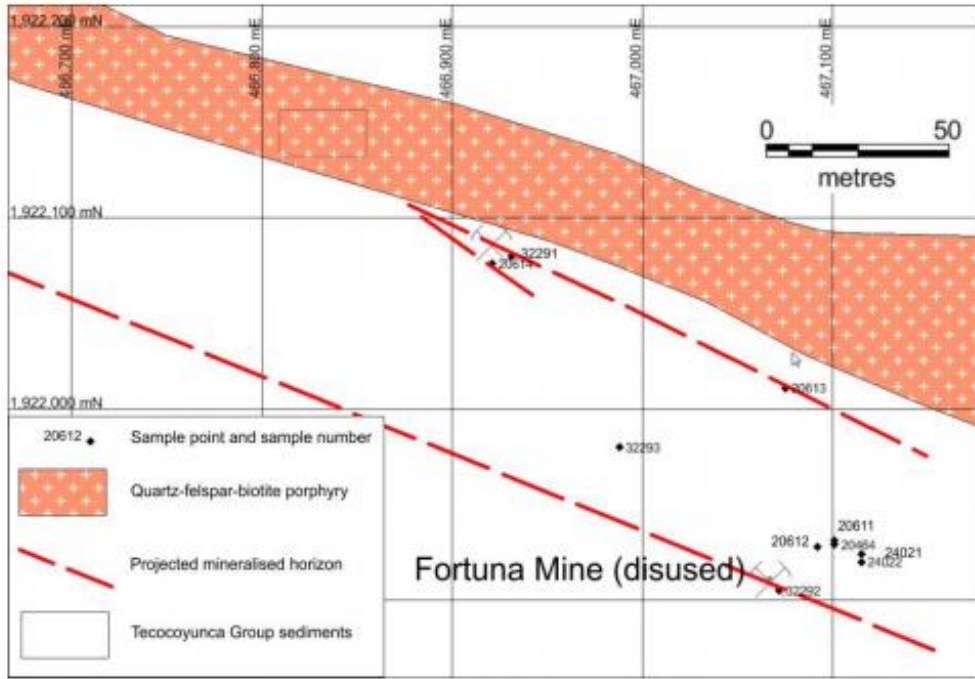 1,922,200 mN
466,700 mE
466,800 mE
466,900 mE
467,000 mE
467,100 mE
0 50
metres
1,922,100 mN
32291
20614
20613
1,922,000 mN
32293
20611
20612
20464
24021
24022
Fortuna Mine (disused)
32292
20612 Sample point and sample number
Quartz-felspar-biotite porphyry
Projected mineralised horizon
Tecocoyunca Group sediments